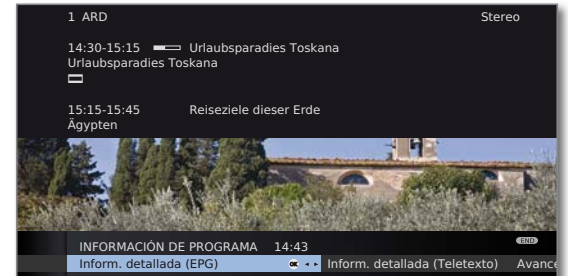 1 ARD Stereo
14:30-15:15 Urlaubsparadies Toskana
Urlaubsparadies Toskana
15:15-15:45 Reiseziele dieser Erde
Ägypten
INFORMACIÓN DE PROGRAMA 14:43 END
Inform. detallada (EPG) OK Inform. detallada (Teletexto) Avance